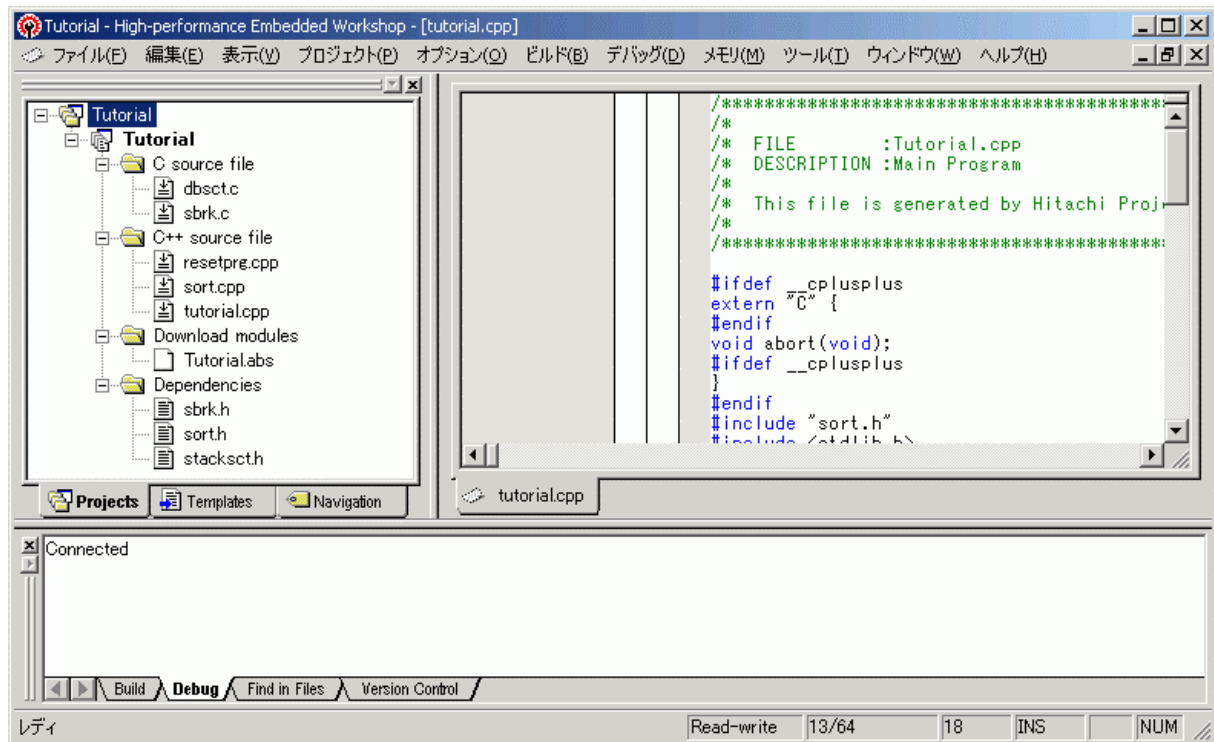 Tutorial - High-performance Embedded Workshop - [tutorial.cpp]
ファイル(F) 編集(E) 表示(V) プロジェクト(P) オプション(O) ビルド(B) デバッグ(D) メモリ(M) ツール(T) ウィンドウ(W) ヘルプ(H)
Tutorial
Tutorial
C source file
dbsct.c
sbrk.c
C++ source file
resetprg.cpp
sort.cpp
tutorial.cpp
Download modules
Tutorial.abs
Dependencies
sbrk.h
sort.h
stacksct.h
Projects Templates Navigation
/******************************************
/*
/* FILE :Tutorial.cpp
/* DESCRIPTION :Main Program
/*
/* This file is generated by Hitachi Proj
/*
/******************************************
#ifdef __cplusplus
extern "C" {
#endif
void abort(void);
#ifdef __cplusplus
}
#endif
#include "sort.h"
#include <stdlib.h>
tutorial.cpp
Connected
Build Debug Find in Files Version Control
レディ Read-write 13/64 18 INS NUM